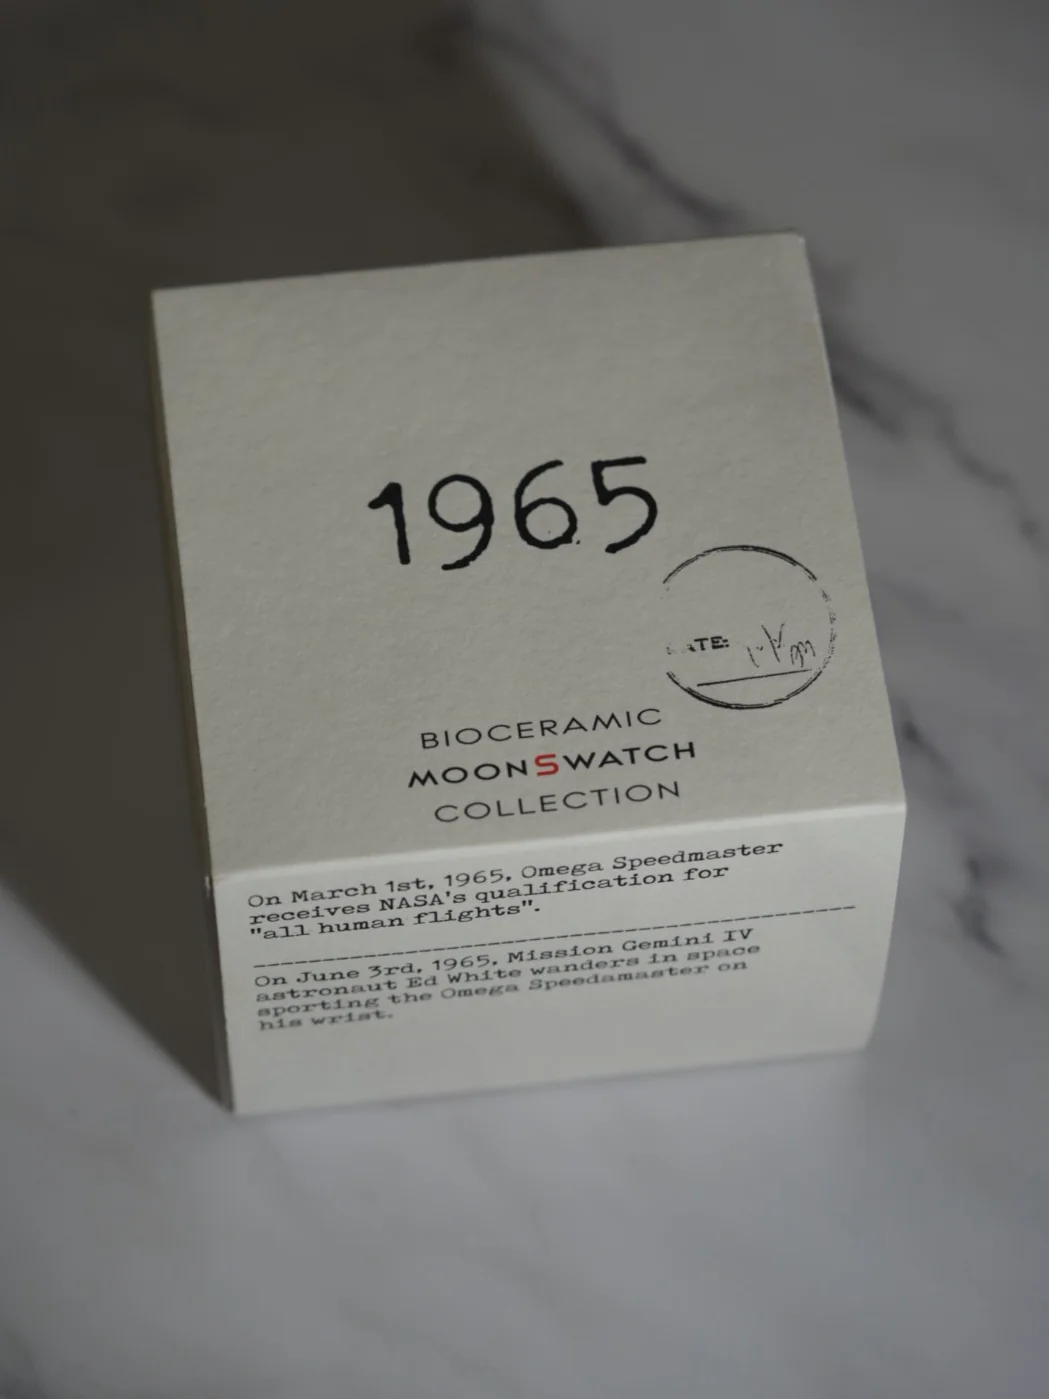 1965
ATE:
BIOCERAMIC
MOONSWATCH
COLLECTION
On March 1st, 1965, Omega Speedmaster
receives NASA's qualification for
"all human flights".
On June 3rd, 1965, Mission Gemini IV
astronaut Ed White wanders in space
sporting the Omega Speedamaster on
his wrist.